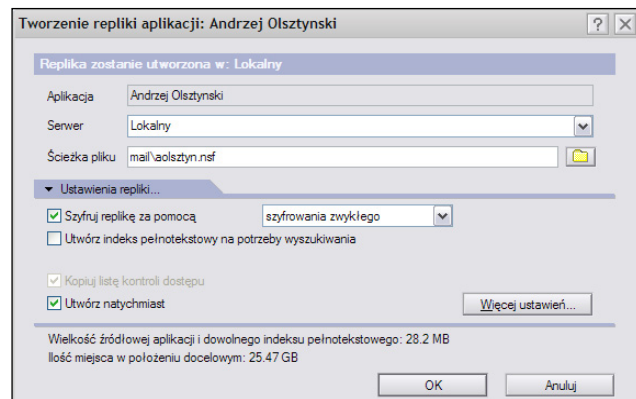 Tworzenie repliki aplikacji: Andrzej Olsztynski
Replika zostanie utworzona w: Lokalny
Aplikacja Andrzej Olsztynski
Serwer Lokalny
Ścieżka pliku mail\aolsztyn.nsf
Ustawienia repliki...
Szyfruj replikę za pomocą szyfrowania zwykłego
Utwórz indeks pełnotekstowy na potrzeby wyszukiwania
Kopiuj listę kontroli dostępu
Utwórz natychmiast Więcej ustawień...
Wielkość źródłowej aplikacji i dowolnego indeksu pełnotekstowego: 28.2 MB
Ilość miejsca w położeniu docelowym: 25.47 GB
OK Anuluj